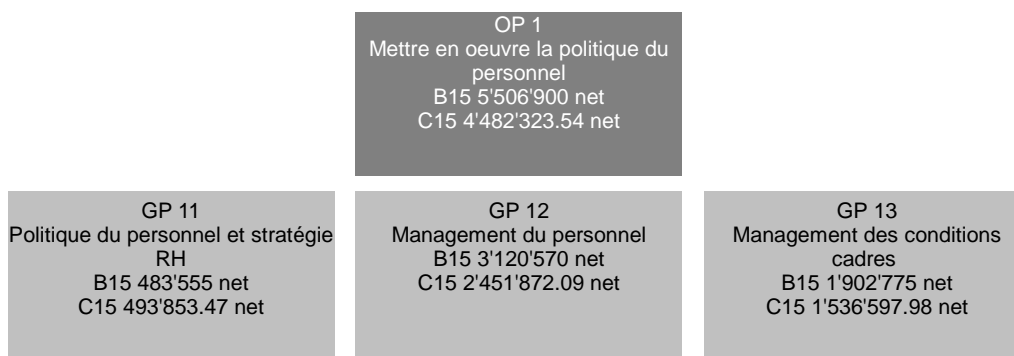 OP 1
Mettre en oeuvre la politique du
personnel
B15 5'506'900 net
C15 4'482'323.54 net
GP 11
Politique du personnel et stratégie
RH
B15 483'555 net
C15 493'853.47 net
GP 12
Management du personnel
B15 3'120'570 net
C15 2'451'872.09 net
GP 13
Management des conditions
cadres
B15 1'902'775 net
C15 1'536'597.98 net